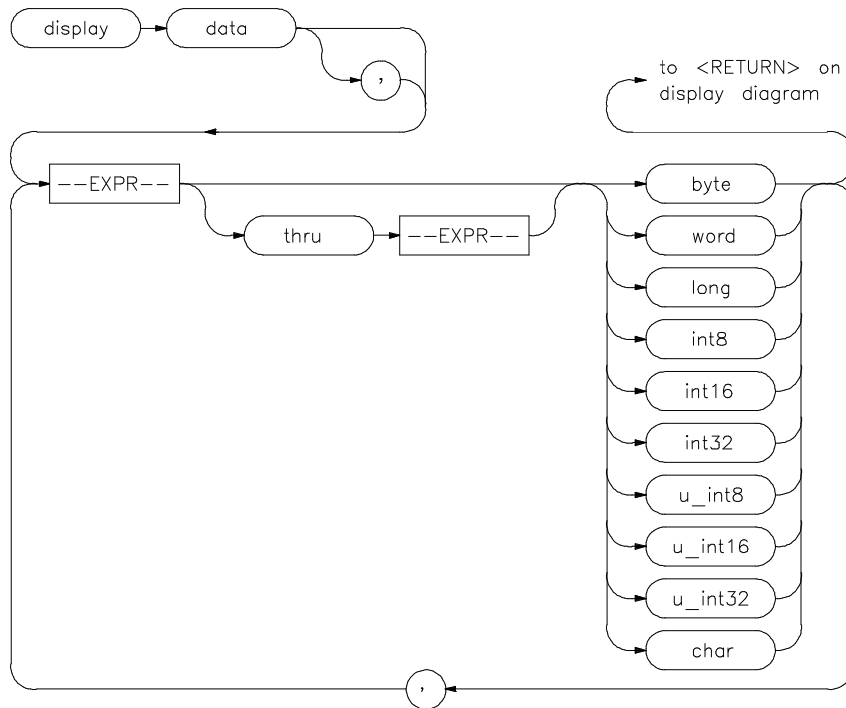 display data
,
to <RETURN> on
display diagram
--EXPR-- byte
thru --EXPR-- word
long
int8
int16
int32
u_int8
u_int16
u_int32
char
,